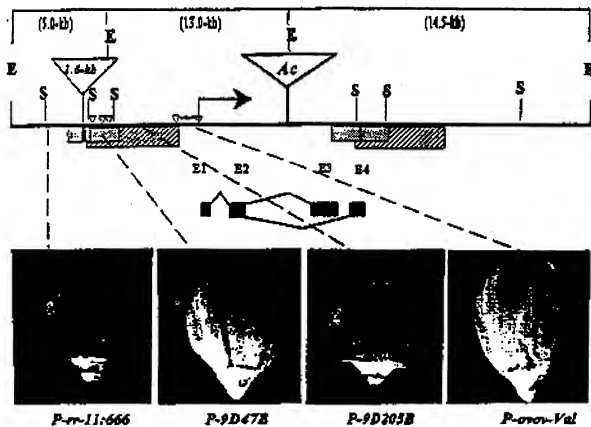 (5.0-kb) (13.0-kb) (14.5-kb)
E E
1.6-kb Ac
E E
S S S S S S
E1 E2 E3 E4
P-rr-11:666 P-9D47B P-9D205B P-ovov-Val